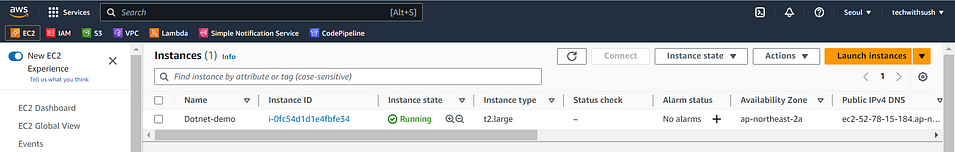 aws
Services
Search
[Alt+S]
Seoul
techwithsush
EC2
IAM
S3
VPC
Lambda
Simple Notification Service
CodePipeline
New EC2
Experience
Tell us what you think
EC2 Dashboard
EC2 Global View
Events
Instances (1) Info
Connect
Instance state
Actions
Launch instances
Find instance by attribute or tag (case-sensitive)
1
Name Instance ID Instance state Instance type Status check Alarm status Availability Zone Public IPv4 DNS
Dotnet-demo i-0fc54d1d1e4fbfe34 Running t2.large – No alarms + ap-northeast-2a ec2-52-78-15-184.ap-n...